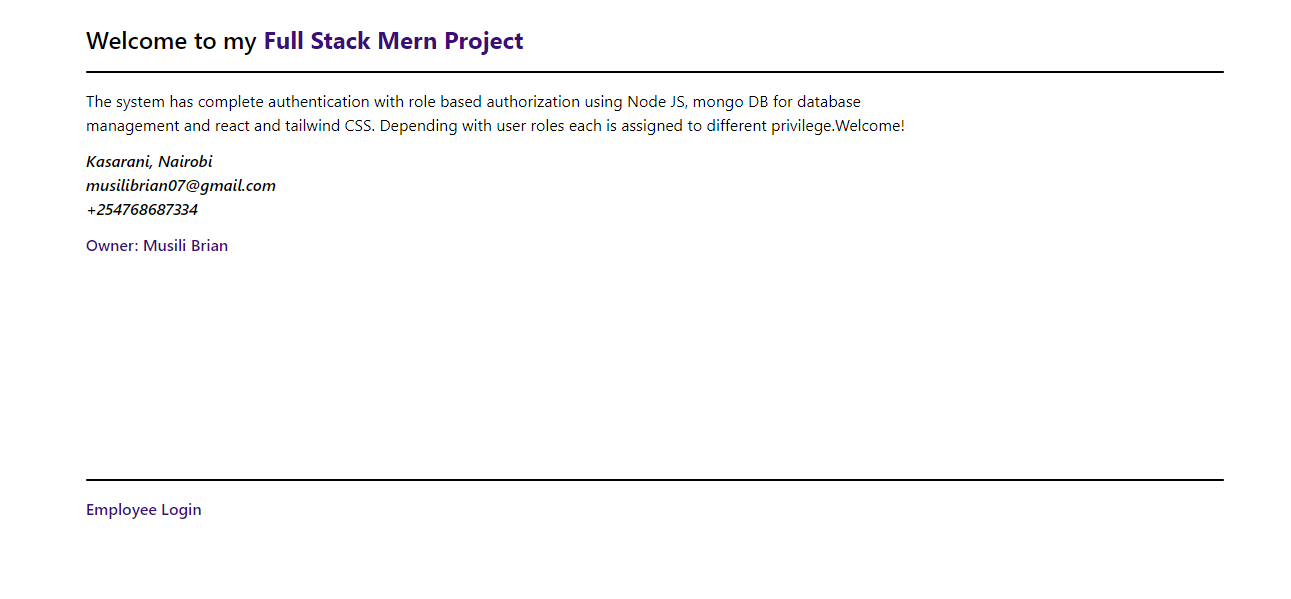 Welcome to my Full Stack Mern Project
The system has complete authentication with role based authorization using Node JS, mongo DB for database
management and react and tailwind CSS. Depending with user roles each is assigned to different privilege.Welcome!
Kasarani, Nairobi
musilibrian07@gmail.com
+254768687334
Owner: Musili Brian
Employee Login